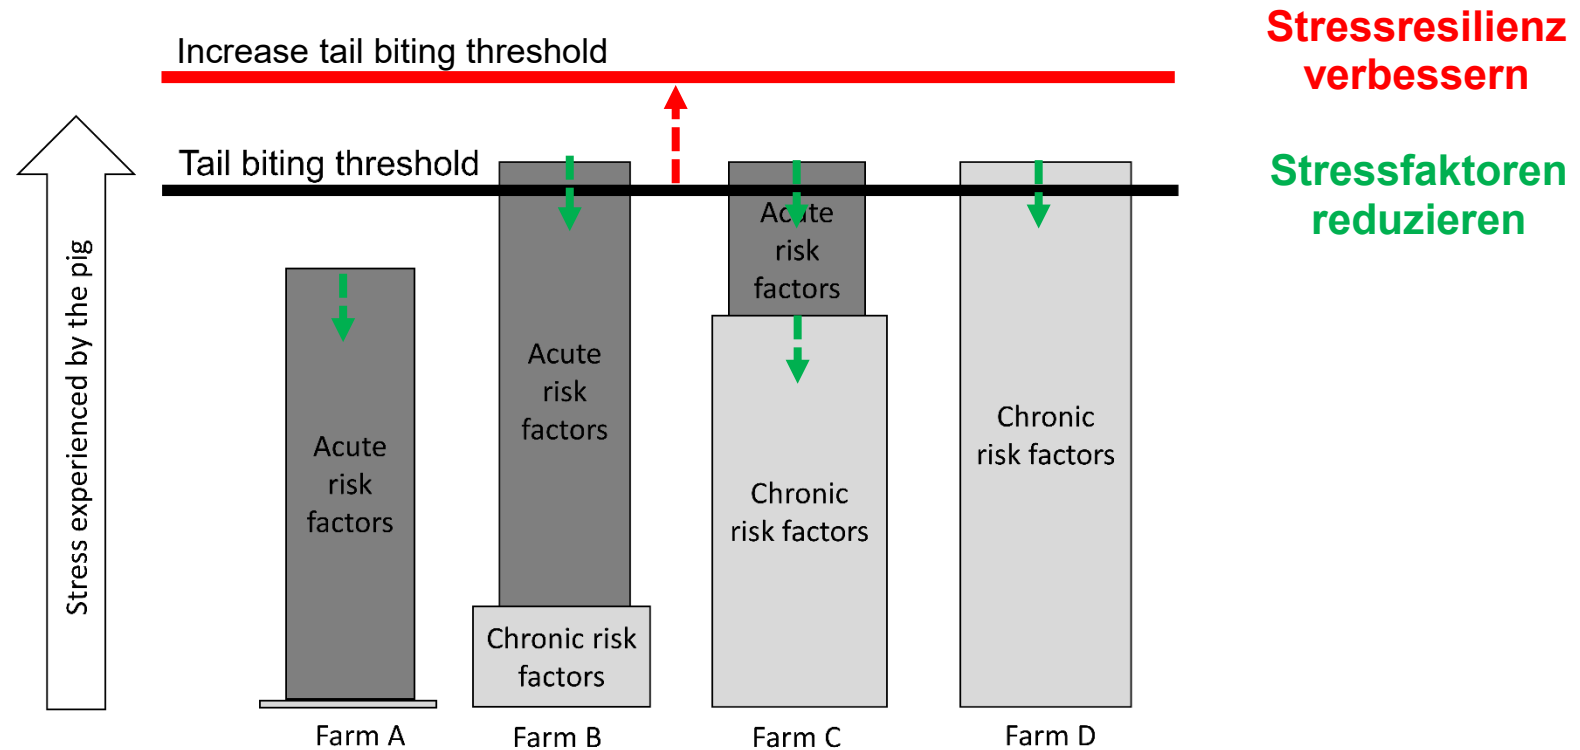 Increase tail biting threshold
Stressresilienz
verbessern
Tail biting threshold
Stressfaktoren
reduzieren
Stress experienced by the pig
Acute
risk
factors
Farm A
Acute
risk
factors
Chronic risk
factors
Farm B
Acute
risk
factors
Chronic
risk factors
Farm C
Chronic
risk factors
Farm D